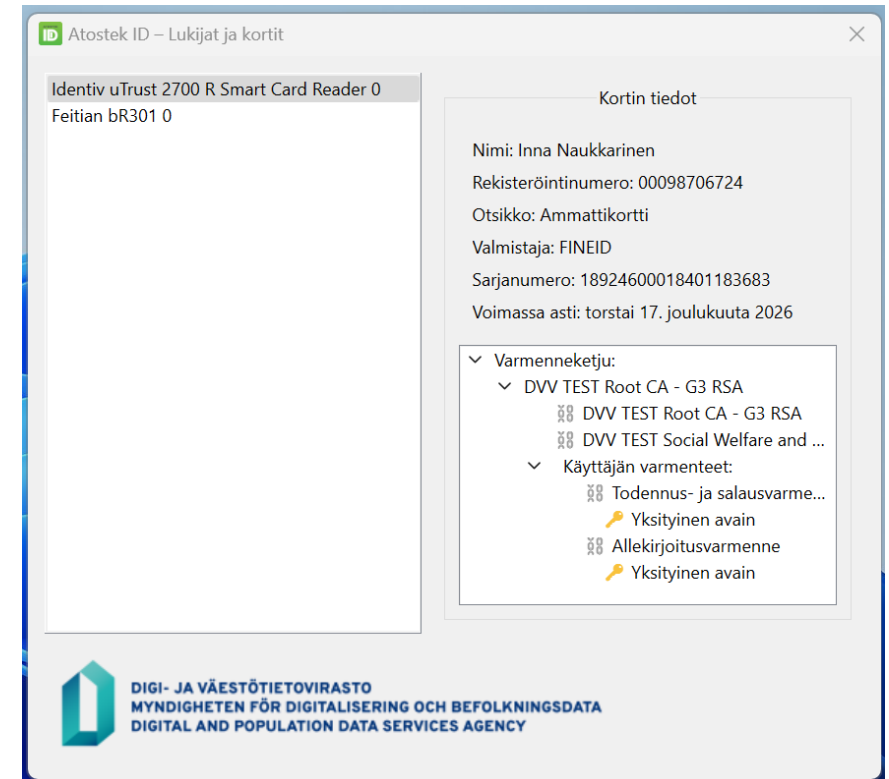 ID Atostek ID – Lukijat ja kortit
Identiv uTrust 2700 R Smart Card Reader 0
Feitian bR301 0
Kortin tiedot
Nimi: Inna Naukkarinen
Rekisteröintinumero: 00098706724
Otsikko: Ammattikortti
Valmistaja: FINEID
Sarjanumero: 18924600018401183683
Voimassa asti: torstai 17. joulukuuta 2026
Varmenneketju:
DVV TEST Root CA - G3 RSA
DVV TEST Root CA - G3 RSA
DVV TEST Social Welfare and ...
Käyttäjän varmenteet:
Todennus- ja salausvarme...
Yksityinen avain
Allekirjoitusvarmenne
Yksityinen avain
DIGI- JA VÄESTÖTIETOVIRASTO
MYNDIGHETEN FÖR DIGITALISERING OCH BEFOLKNINGSDATA
DIGITAL AND POPULATION DATA SERVICES AGENCY